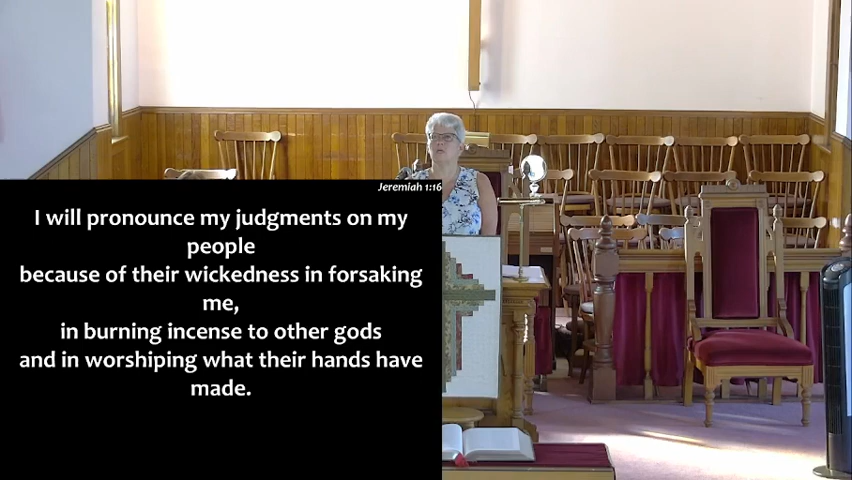 Jeremiah 1:16
I will pronounce my judgments on my
people
because of their wickedness in forsaking
me,
in burning incense to other gods
and in worshiping what their hands have
made.